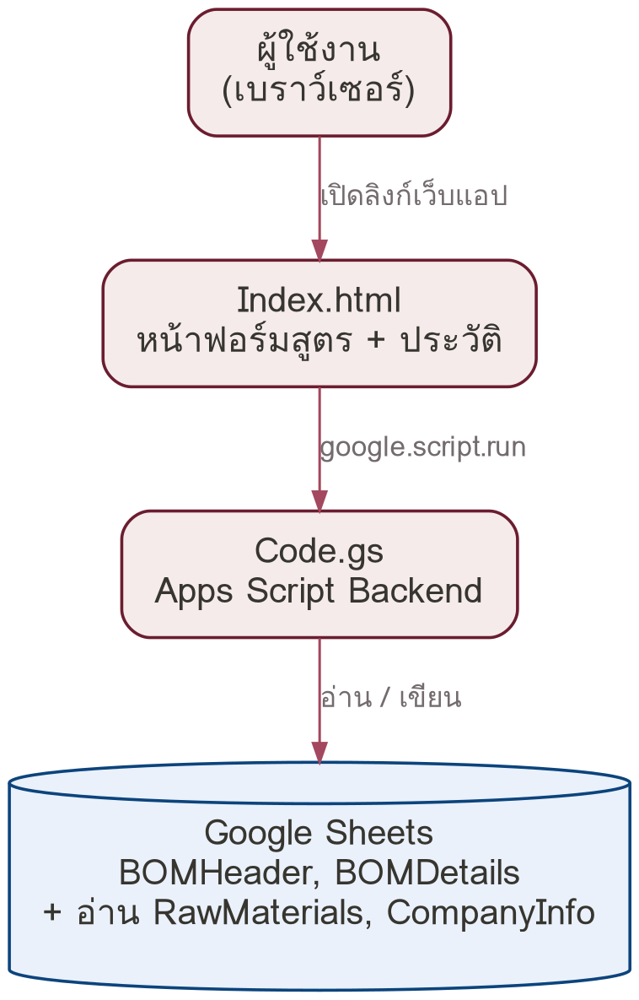 ผู้ใช้งาน
(เบราว์เซอร์)
เปิดลิงก์เว็บแอป
Index.html
หน้าฟอร์มสูตร + ประวัติ
google.script.run
Code.gs
Apps Script Backend
อ่าน / เขียน
Google Sheets
BOMHeader, BOMDetails
+ อ่าน RawMaterials, CompanyInfo